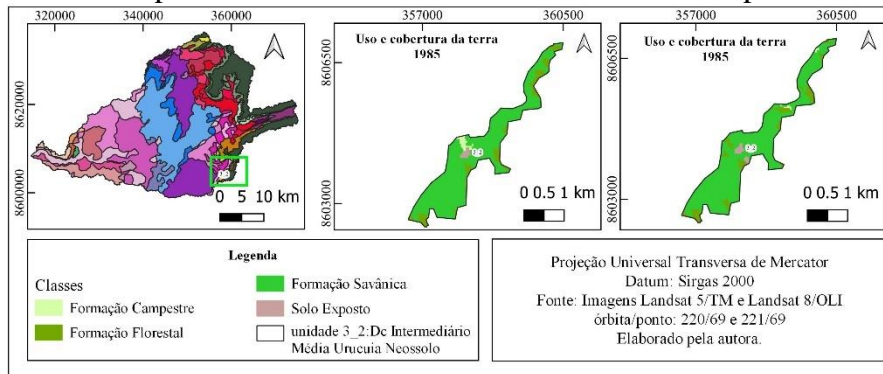 320000 340000 360000
8620000
8600000
0 5 10 km
357000 360500
Uso e cobertura da terra
1985
8606500
8603000
0 0.5 1 km
357000 360500
Uso e cobertura da terra
1985
8606500
8603000
0 0.5 1 km
Legenda
Classes
Formação Campestre
Formação Florestal
Formação Savânica
Solo Exposto
unidade 3_2:Dc Intermediário
Média Urucuia Neossolo
Projeção Universal Transversa de Mercator
Datum: Sirgas 2000
Fonte: Imagens Landsat 5/TM e Landsat 8/OLI
órbita/ponto: 220/69 e 221/69
Elaborado pela autora.